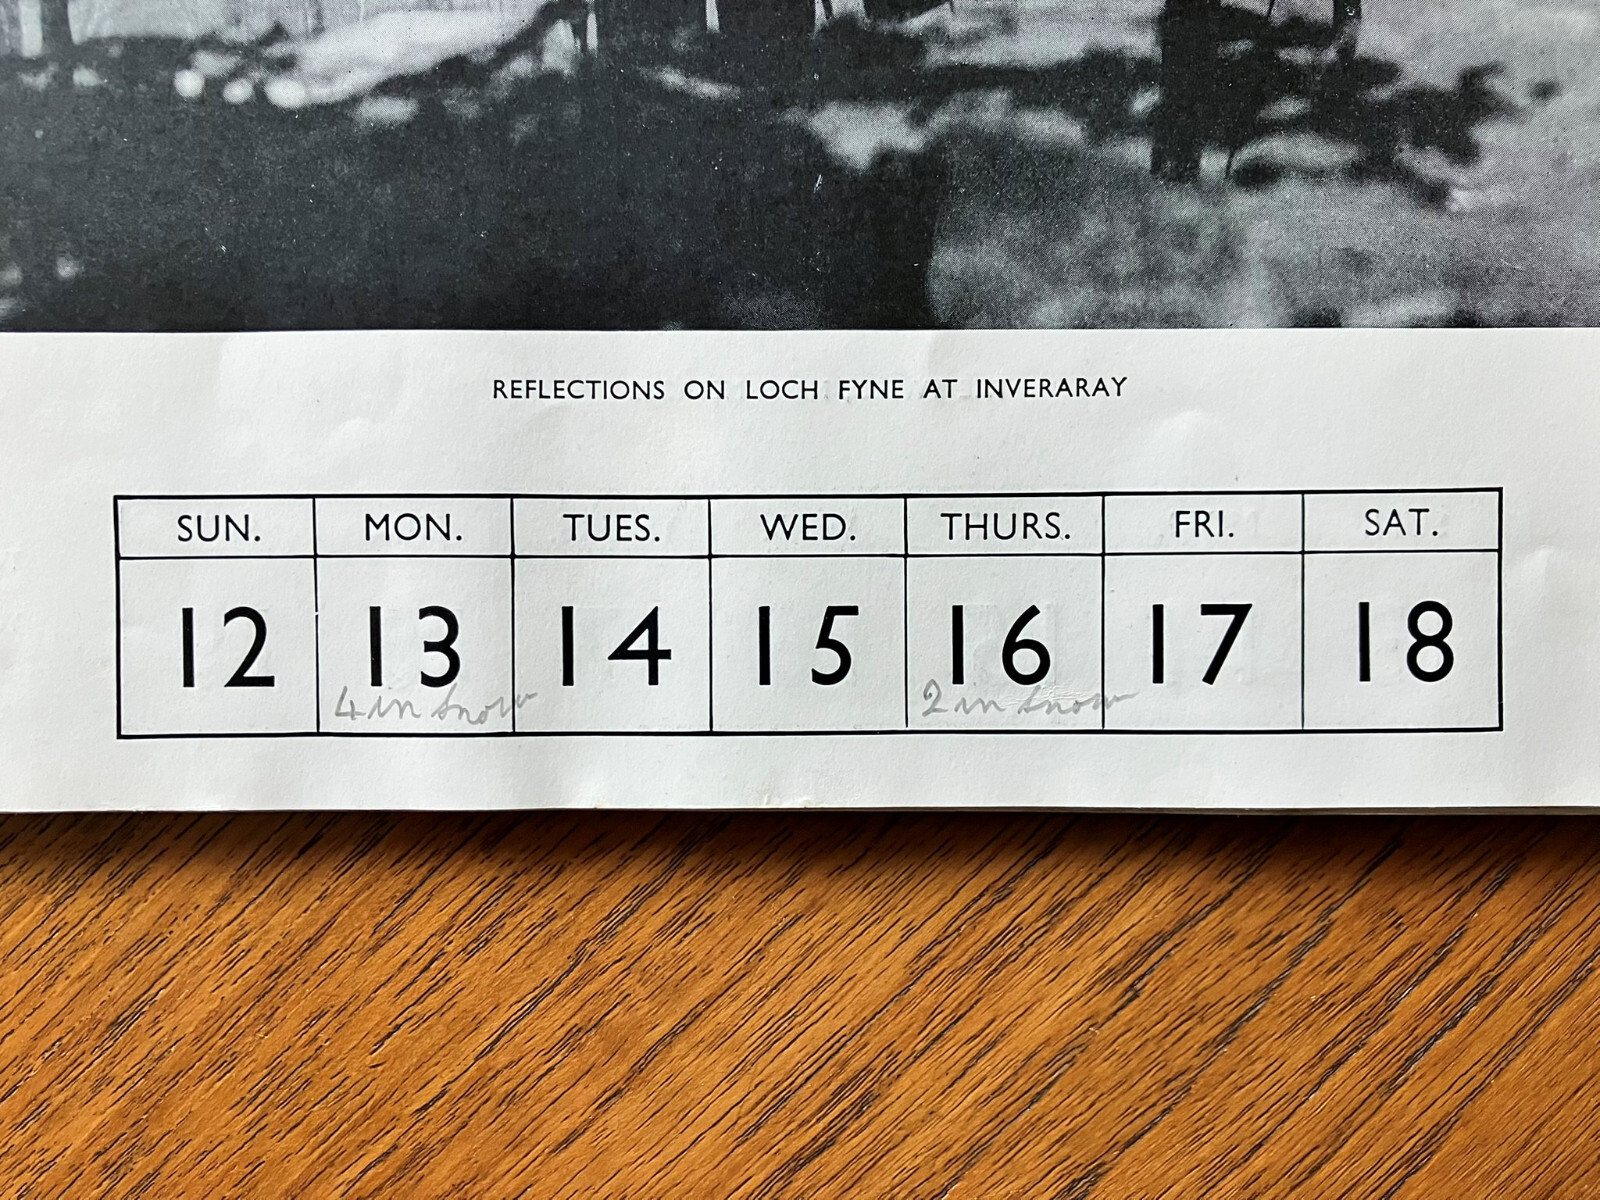 REFLECTIONS ON LOCH FYNE AT INVERARAY
SUN. MON. TUES. WED. THURS. FRI. SAT.
12 13 14 15 16 17 18
4 in snow 2 in snow